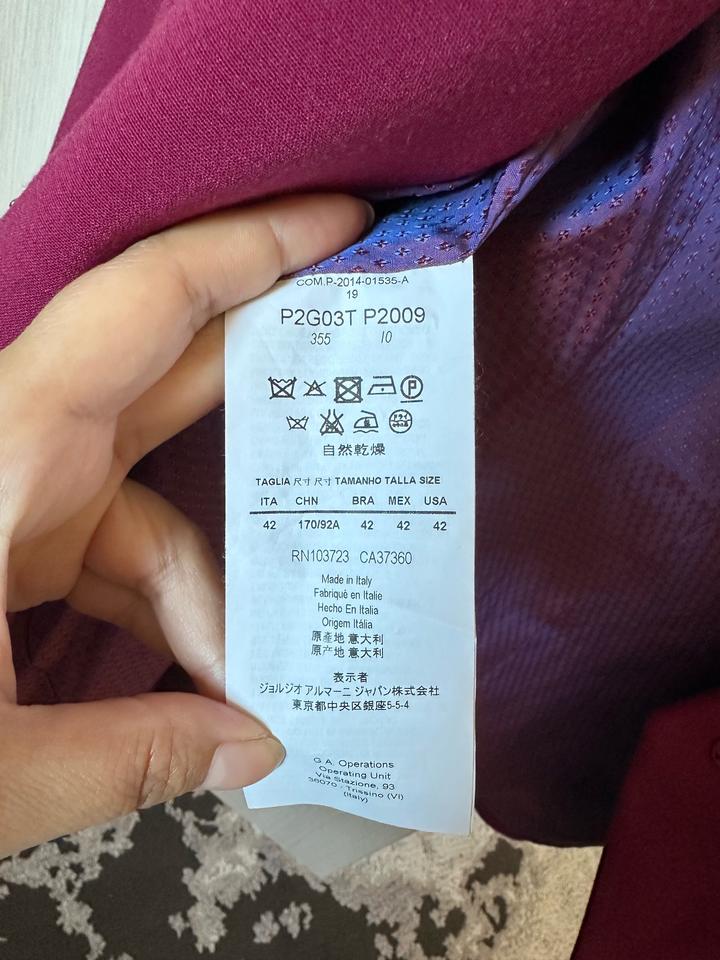 COM.P-2014-01535-A
19
P2G03T P2009
355 10
P
ドライ
自然乾燥
TAGLIA 尺寸 尺寸 TAMANHO TALLA SIZE
ITA CHN BRA MEX USA
42 170/92A 42 42 42
RN103723 CA37360
Made in Italy
Fabriqué en Italie
Hecho En Italia
Origem Itália
原產地 意大利
原产地 意大利
表示者
ジョルジオ アルマーニ ジャパン株式会社
東京都中央区銀座5-5-4
G.A. Operations
Operating Unit
Via Stazione, 93
36070 - Trissino (VI)
(Italy)